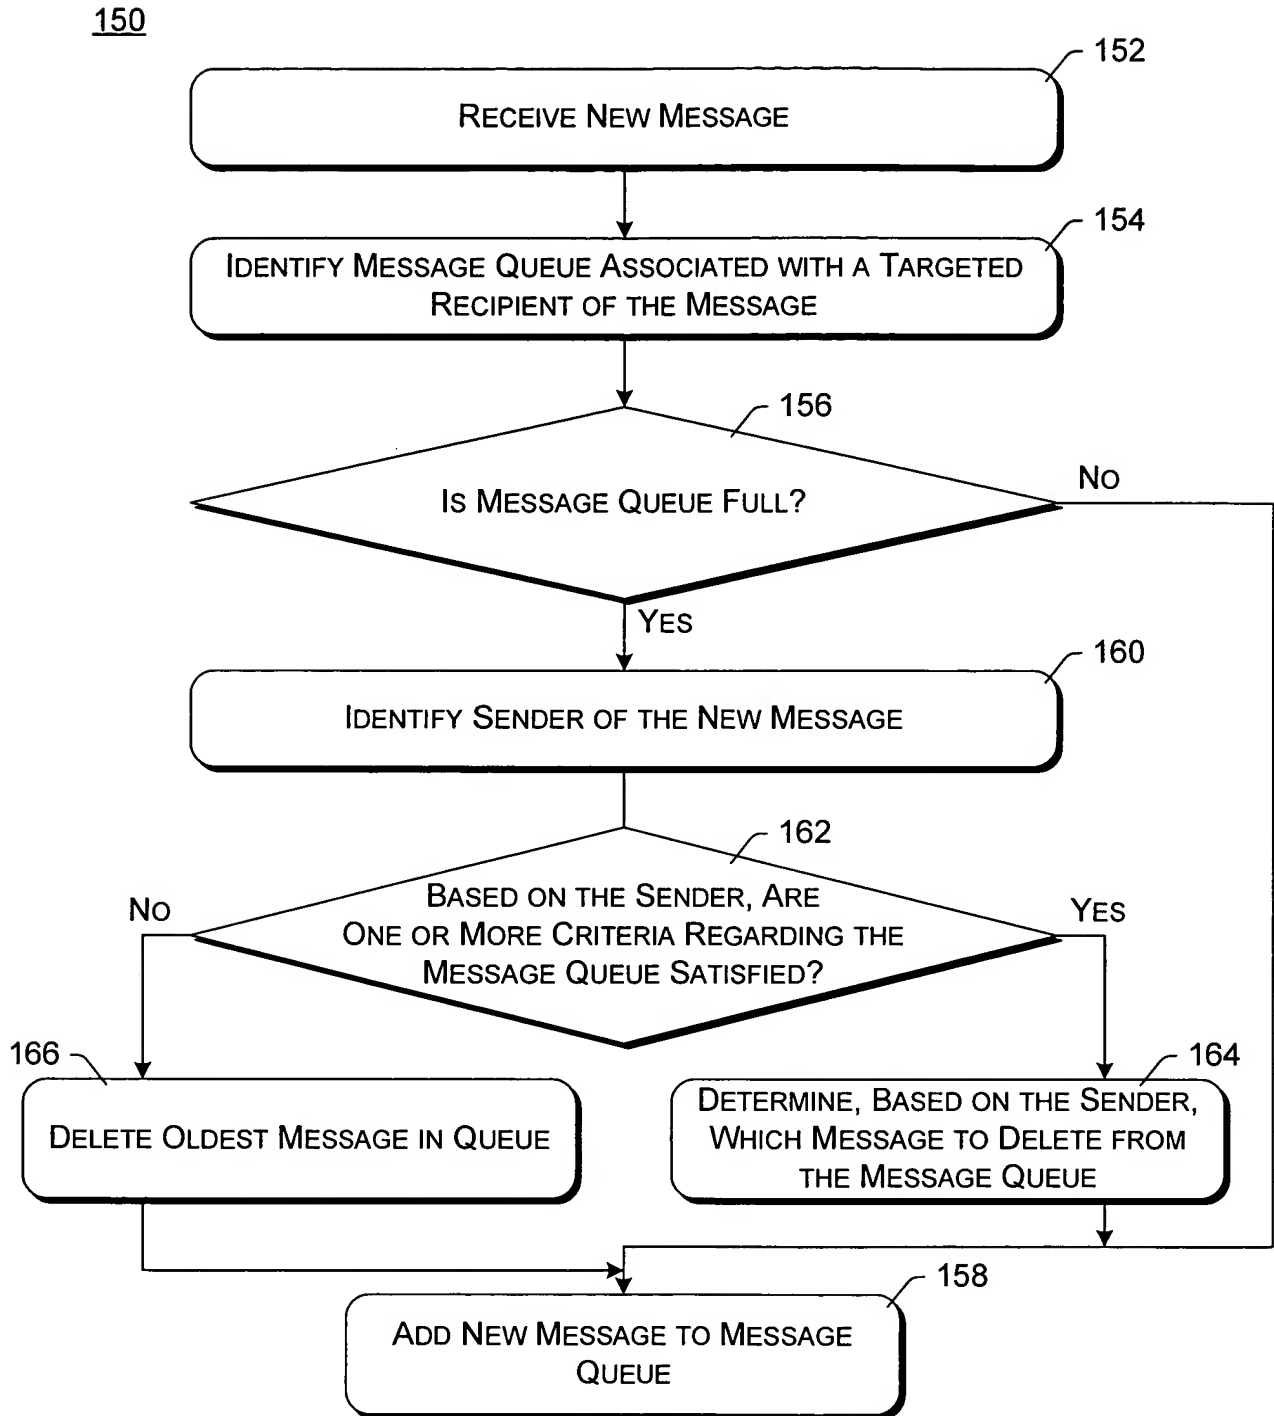 150
152
RECEIVE NEW MESSAGE
154
IDENTIFY MESSAGE QUEUE ASSOCIATED WITH A TARGETED
RECIPIENT OF THE MESSAGE
156
IS MESSAGE QUEUE FULL?
NO
YES
160
IDENTIFY SENDER OF THE NEW MESSAGE
162
BASED ON THE SENDER, ARE
ONE OR MORE CRITERIA REGARDING THE
MESSAGE QUEUE SATISFIED?
NO
YES
166
DELETE OLDEST MESSAGE IN QUEUE
164
DETERMINE, BASED ON THE SENDER,
WHICH MESSAGE TO DELETE FROM
THE MESSAGE QUEUE
158
ADD NEW MESSAGE TO MESSAGE
QUEUE